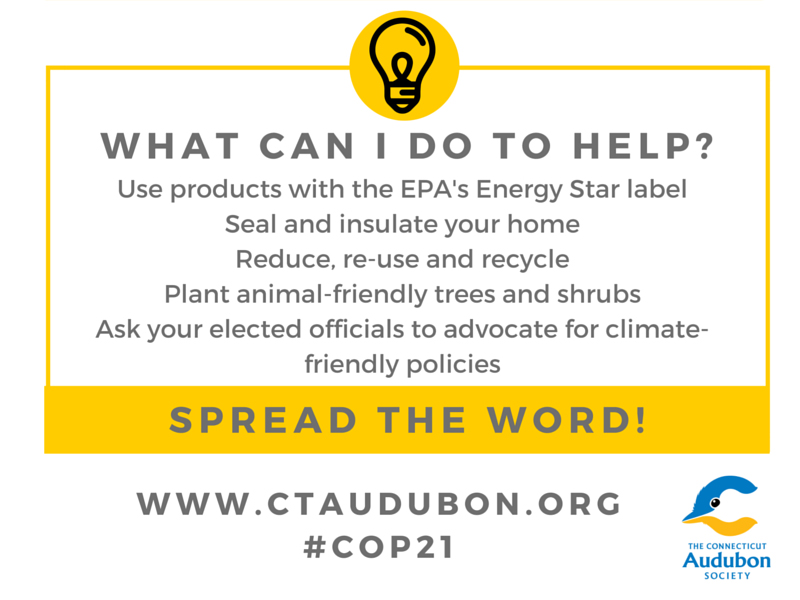 WHAT CAN I DO TO HELP?
Use products with the EPA's Energy Star label
Seal and insulate your home
Reduce, re-use and recycle
Plant animal-friendly trees and shrubs
Ask your elected officials to advocate for climate-
friendly policies
SPREAD THE WORD!
WWW.CTAUDUBON.ORG
#COP21
THE CONNECTICUT
Audubon
SOCIETY